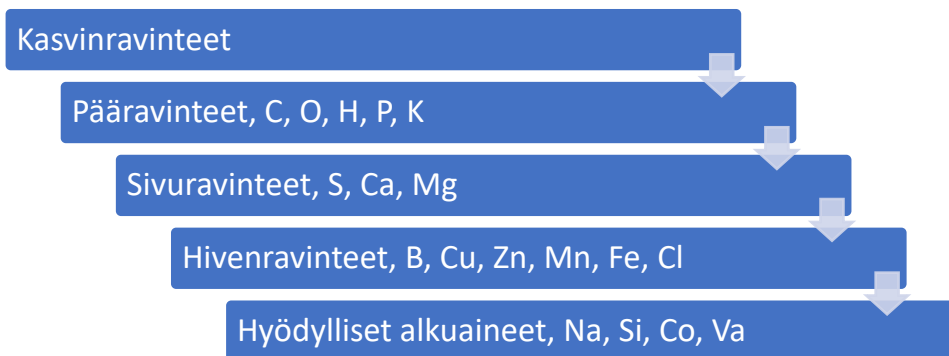 Kasvinravinteet
Pääravinteet, C, O, H, P, K
Sivuravinteet, S, Ca, Mg
Hivenravinteet, B, Cu, Zn, Mn, Fe, Cl
Hyödylliset alkuaineet, Na, Si, Co, Va